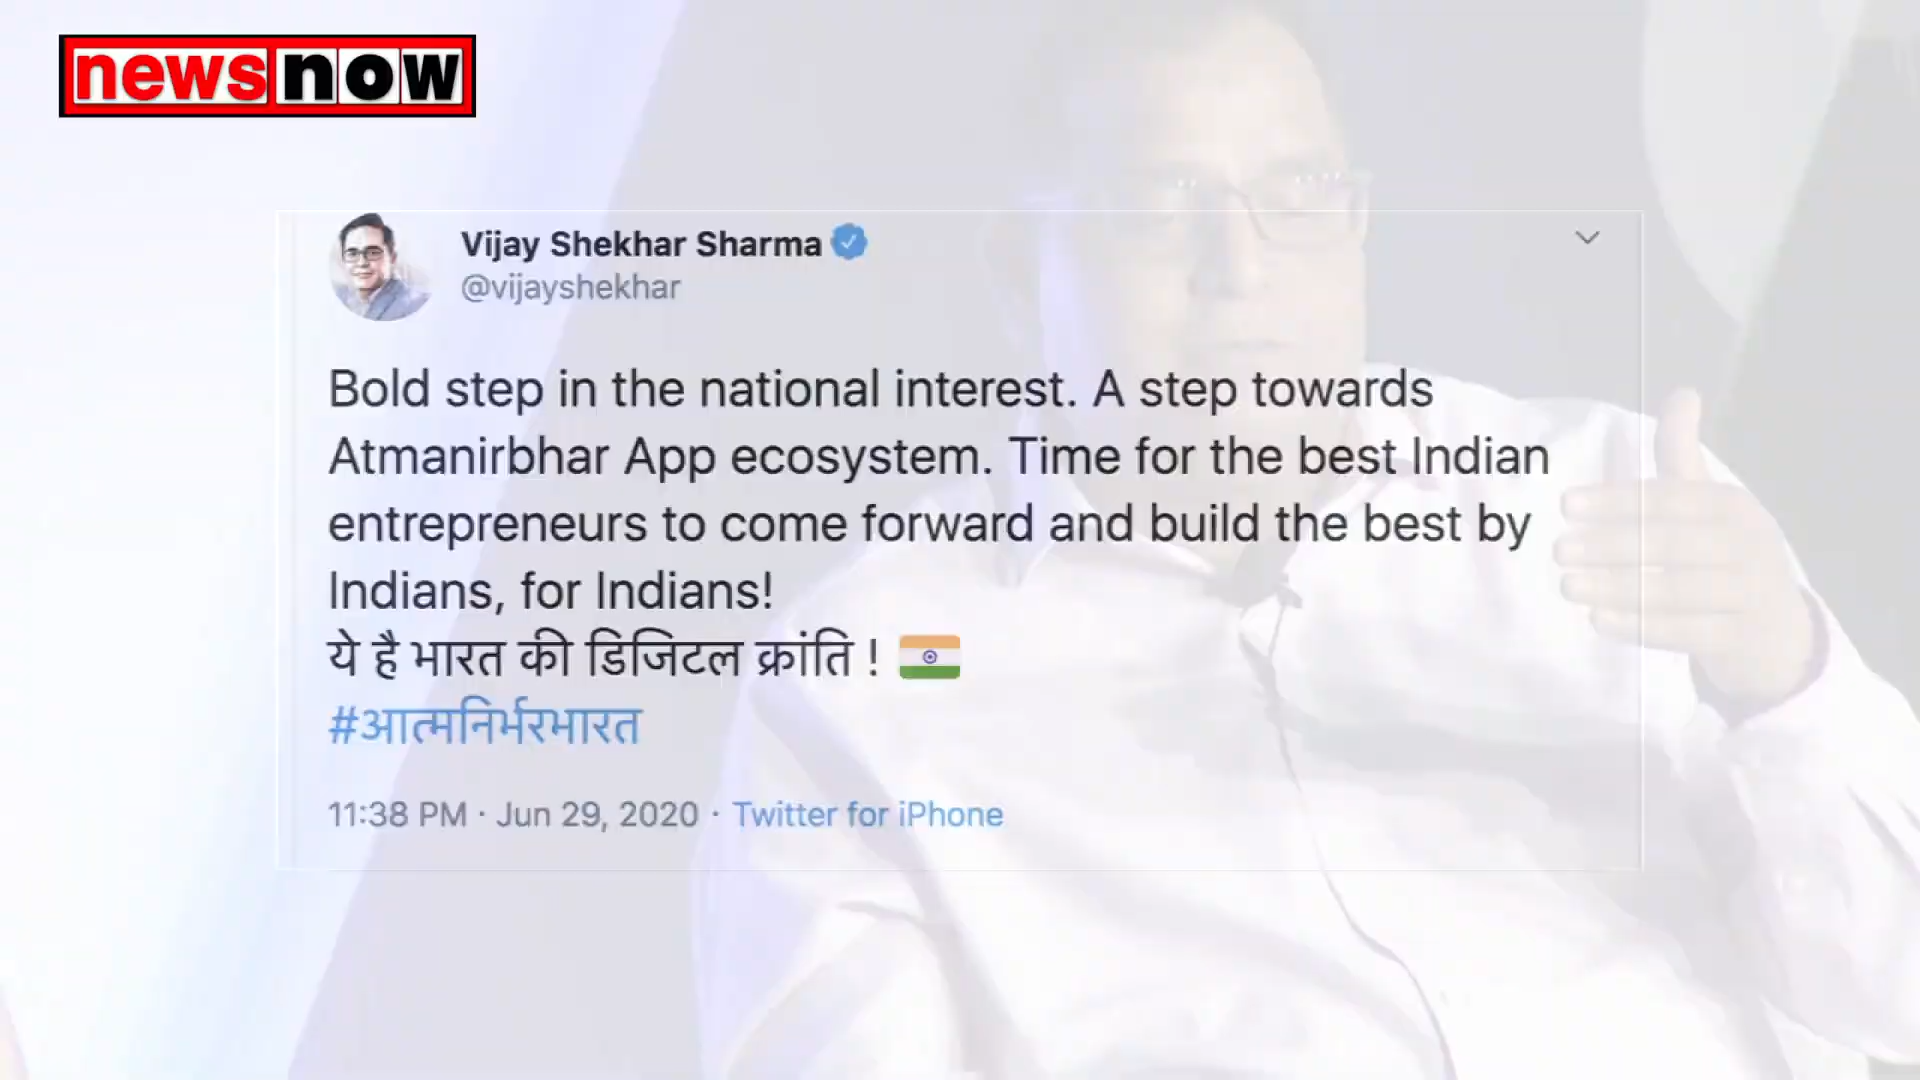 newsnow
Vijay Shekhar Sharma
@vijayshekhar
Bold step in the national interest. A step towards
Atmanirbhar App ecosystem. Time for the best Indian
entrepreneurs to come forward and build the best by
Indians, for Indians!
ये है भारत की डिजिटल क्रांति ! 🇮🇳
#आत्मनिर्भरभारत
11:38 PM · Jun 29, 2020 · Twitter for iPhone